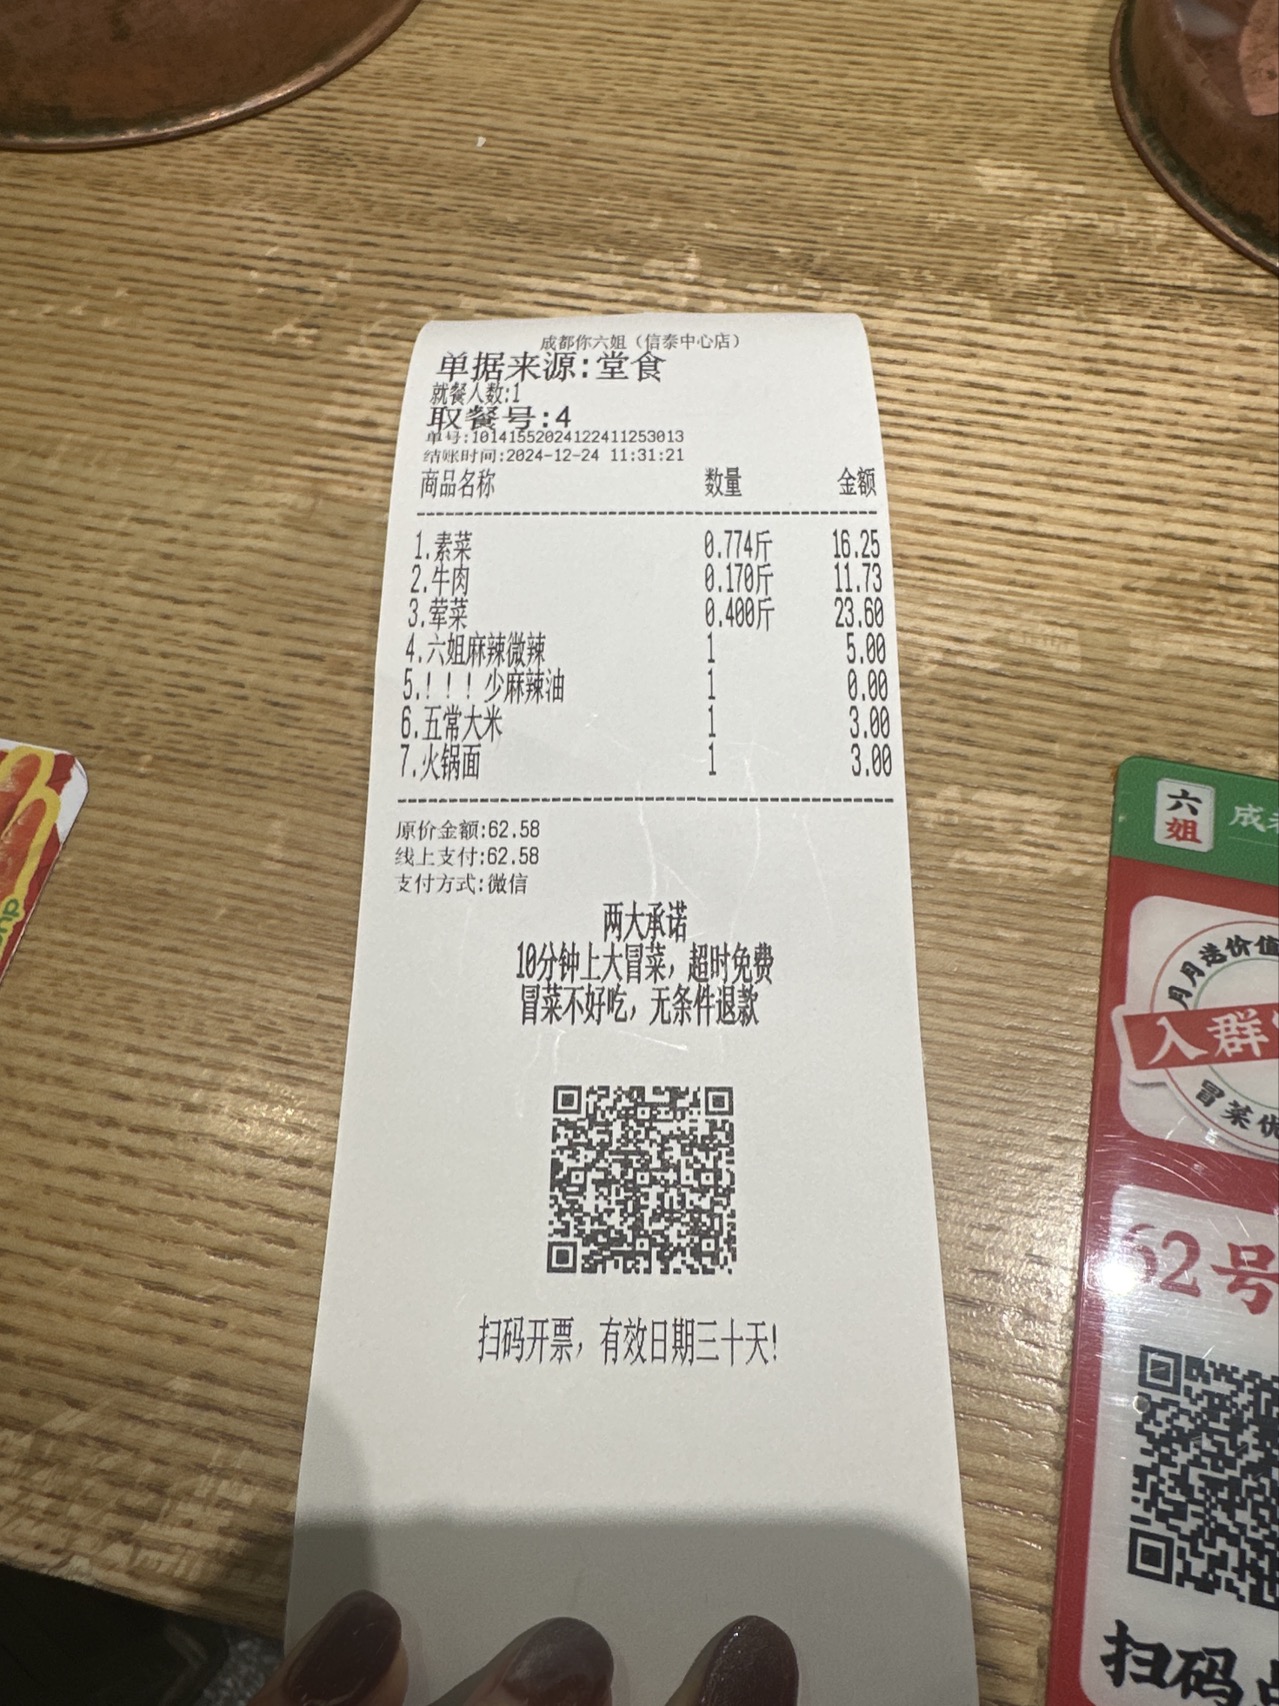 成都你六姐（信泰中心店）
单据来源:堂食
就餐人数:1
取餐号:4
单号:10141552024122411253013
结账时间:2024-12-24 11:31:21
商品名称 数量 金额
1.素菜 0.774斤 16.25
2.牛肉 0.170斤 11.73
3.荤菜 0.400斤 23.60
4.六姐麻辣微辣 1 5.00
5.！！！少麻辣油 1 0.00
6.五常大米 1 3.00
7.火锅面 1 3.00
原价金额:62.58
线上支付:62.58
支付方式:微信
两大承诺
10分钟上大冒菜，超时免费
冒菜不好吃，无条件退款
扫码开票，有效日期三十天!
六姐
成
月月选价值
入群
冒菜优
62号
扫码